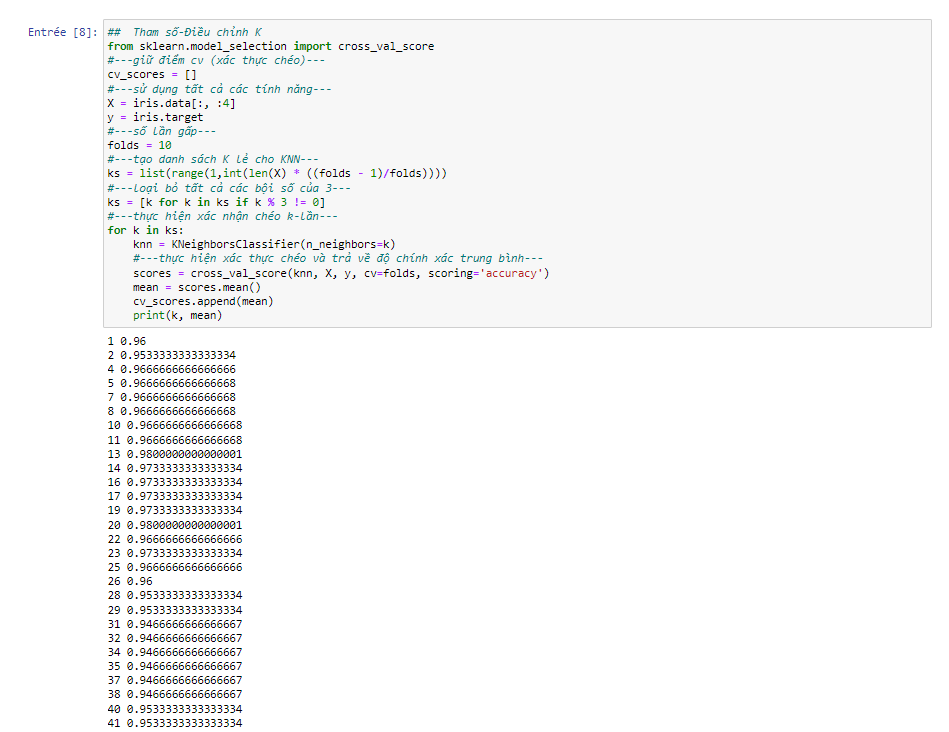 Entrée [8]: ##  Tham số-Điều chỉnh K
from sklearn.model_selection import cross_val_score
#---giữ điểm cv (xác thực chéo)---
cv_scores = []
#---sử dụng tất cả các tính năng---
X = iris.data[:, :4]
y = iris.target
#---số lần gấp---
folds = 10
#---tạo danh sách K lẻ cho KNN---
ks = list(range(1,int(len(X) * ((folds - 1)/folds))))
#---loại bỏ tất cả các bội số của 3---
ks = [k for k in ks if k % 3 != 0]
#---thực hiện xác nhận chéo k-lần---
for k in ks:
    knn = KNeighborsClassifier(n_neighbors=k)
    #---thực hiện xác thực chéo và trả về độ chính xác trung bình---
    scores = cross_val_score(knn, X, y, cv=folds, scoring='accuracy')
    mean = scores.mean()
    cv_scores.append(mean)
    print(k, mean)
1 0.96
2 0.9533333333333334
4 0.9666666666666666
5 0.9666666666666668
7 0.9666666666666668
8 0.9666666666666668
10 0.9666666666666668
11 0.9666666666666668
13 0.9800000000000001
14 0.9733333333333334
16 0.9733333333333334
17 0.9733333333333334
19 0.9733333333333334
20 0.9800000000000001
22 0.9666666666666666
23 0.9733333333333334
25 0.9666666666666666
26 0.96
28 0.9533333333333334
29 0.9533333333333334
31 0.9466666666666667
32 0.9466666666666667
34 0.9466666666666667
35 0.9466666666666667
37 0.9466666666666667
38 0.9466666666666667
40 0.9533333333333334
41 0.9533333333333334